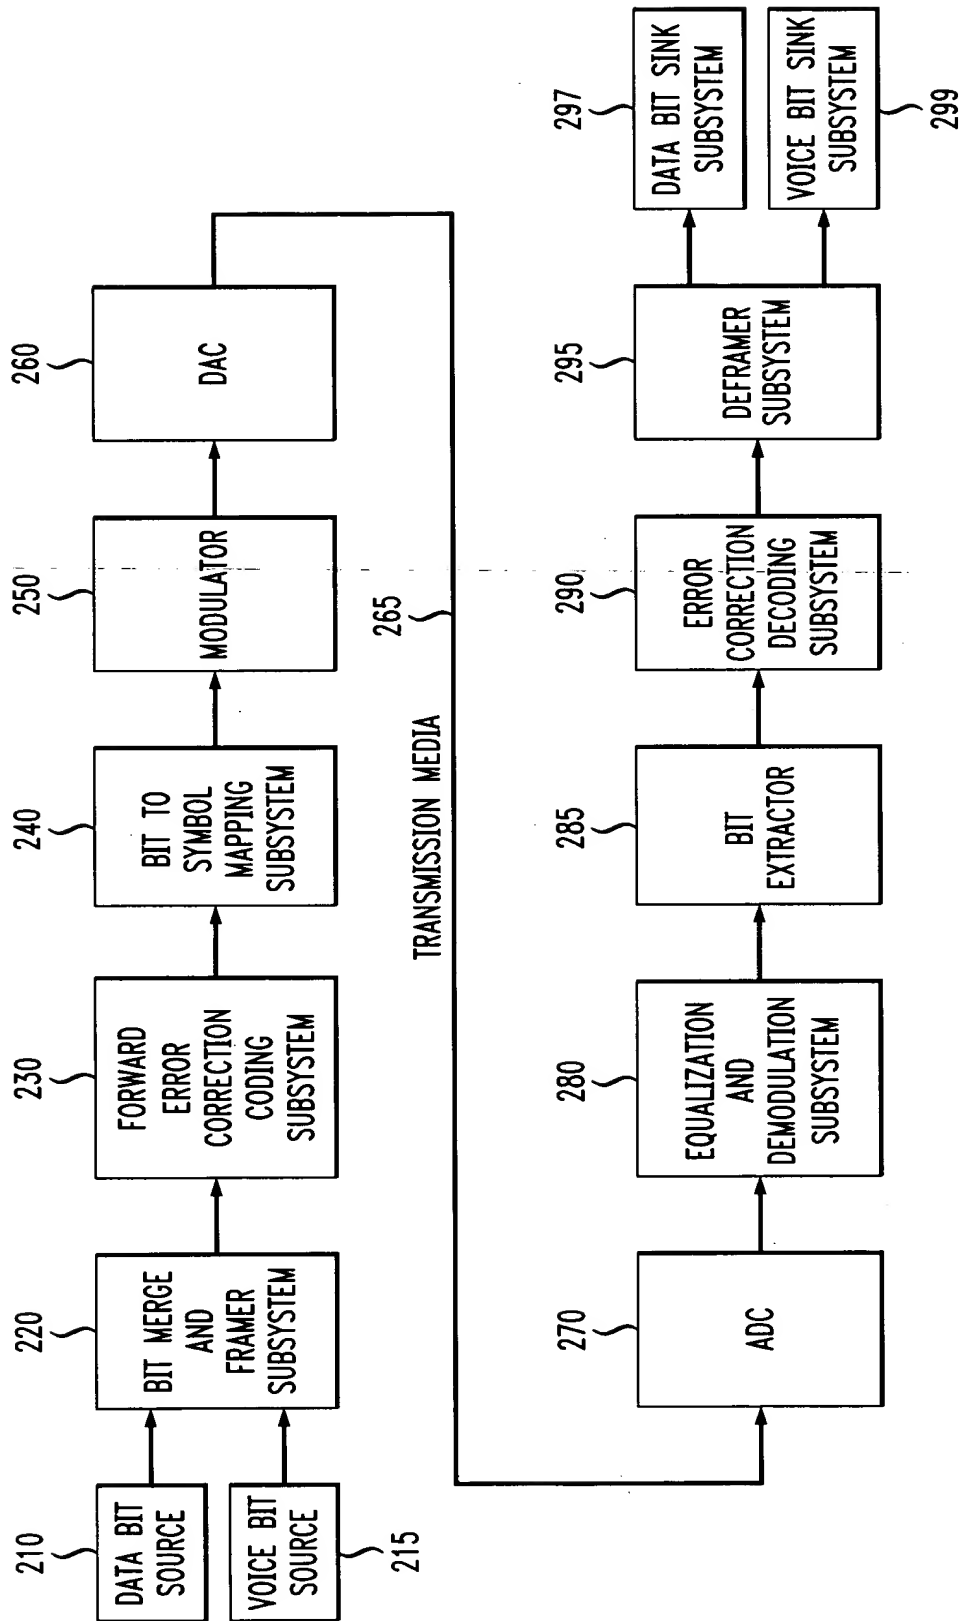 210
DATA BIT
SOURCE
VOICE BIT
SOURCE
215
220
BIT MERGE
AND
FRAMER
SUBSYSTEM
230
FORWARD
ERROR
CORRECTION
CODING
SUBSYSTEM
240
BIT TO
SYMBOL
MAPPING
SUBSYSTEM
250
MODULATOR
260
DAC
265
TRANSMISSION MEDIA
270
ADC
280
EQUALIZATION
AND
DEMODULATION
SUBSYSTEM
285
BIT
EXTRACTOR
290
ERROR
CORRECTION
DECODING
SUBSYSTEM
295
DEFRAMER
SUBSYSTEM
297
DATA BIT SINK
SUBSYSTEM
VOICE BIT SINK
SUBSYSTEM
299